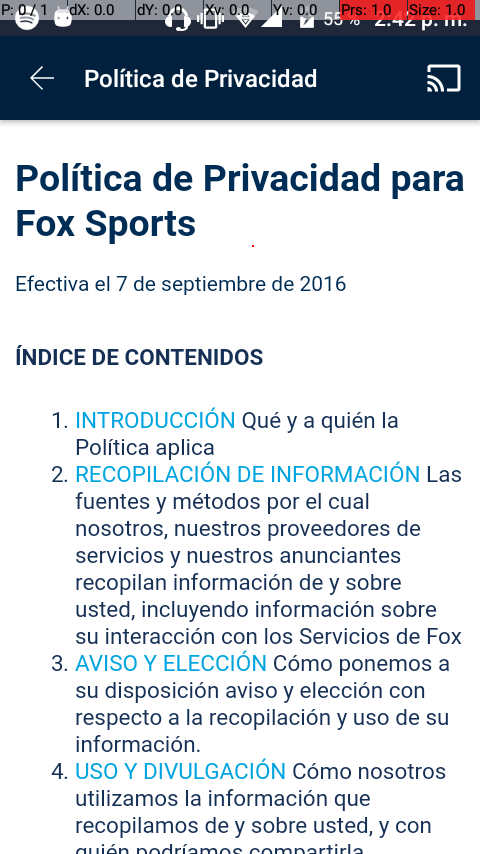 P: 0 / 1 dX: 0.0 dY: 0.0 Xv: 0.0 Yv: 0.0 Prs: 1.0 Size: 1.0
55 % 2:42 p. m.
Política de Privacidad
Política de Privacidad para
Fox Sports
Efectiva el 7 de septiembre de 2016
ÍNDICE DE CONTENIDOS
1. INTRODUCCIÓN Qué y a quién la
Política aplica
2. RECOPILACIÓN DE INFORMACIÓN Las
fuentes y métodos por el cual
nosotros, nuestros proveedores de
servicios y nuestros anunciantes
recopilan información de y sobre
usted, incluyendo información sobre
su interacción con los Servicios de Fox
3. AVISO Y ELECCIÓN Cómo ponemos a
su disposición aviso y elección con
respecto a la recopilación y uso de su
información.
4. USO Y DIVULGACIÓN Cómo nosotros
utilizamos la información que
recopilamos de y sobre usted, y con
quién podríamos compartirla